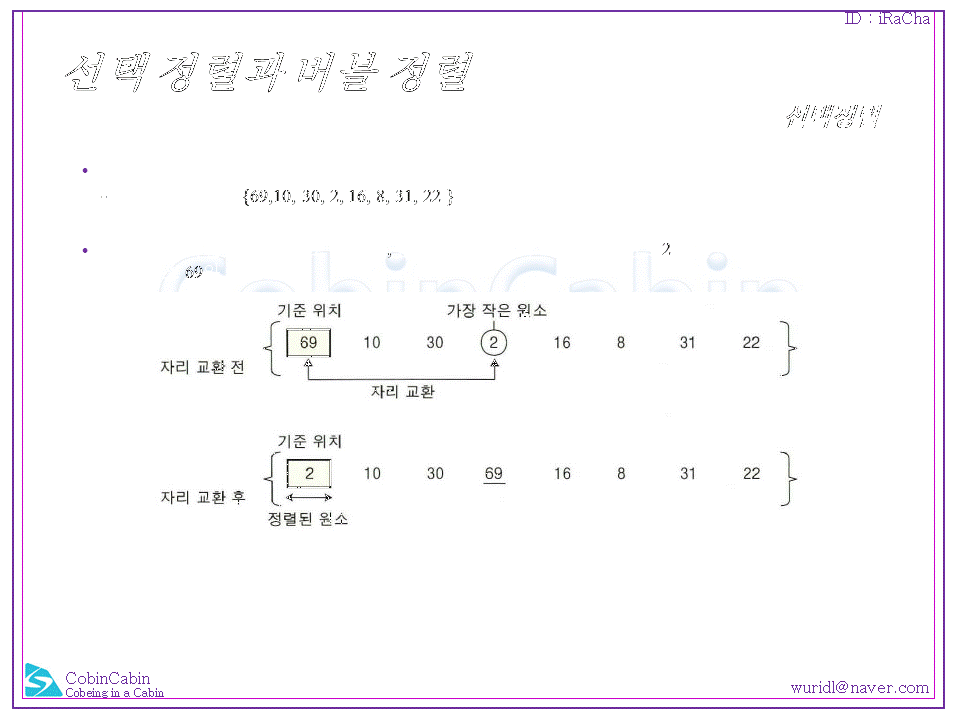 ID : iRaCha
선택 정렬과 버블 정렬
선택정렬
•
{69,10, 30, 2, 16, 8, 31, 22 }
• , 2
69
CobinCabin
기준 위치 가장 작은 원소
69 10 30 2 16 8 31 22
자리 교환 전
자리 교환
기준 위치
2 10 30 69 16 8 31 22
자리 교환 후
정렬된 원소
CobinCabin
Cobeing in a Cabin
wuridl@naver.com